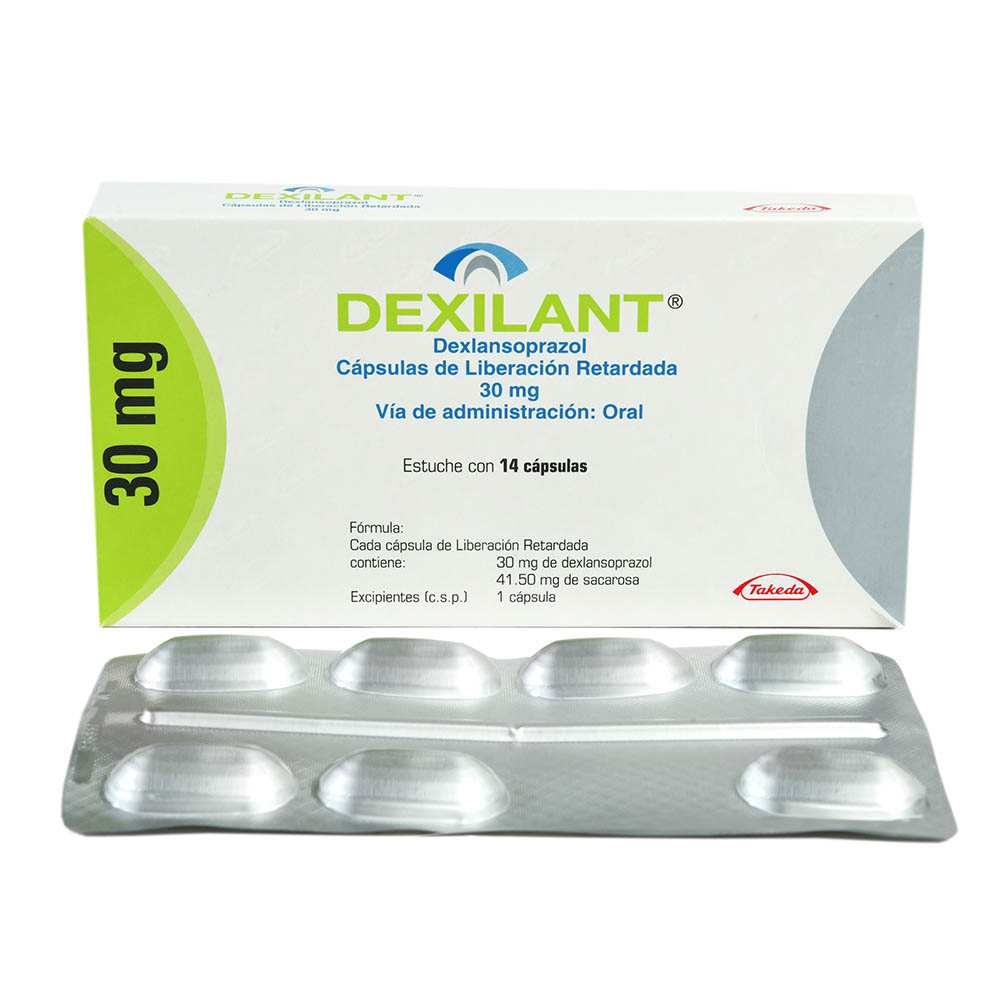 DEXILANT®
Dexlansoprazol
Cápsulas de Liberación Retardada
30 mg
Takeda
30 mg
DEXILANT®
Dexlansoprazol
Cápsulas de Liberación Retardada
30 mg
Vía de administración: Oral
Estuche con 14 cápsulas
Fórmula:
Cada cápsula de Liberación Retardada
contiene: 30 mg de dexlansoprazol
41.50 mg de sacarosa
Excipientes (c.s.p.) 1 cápsula
Takeda